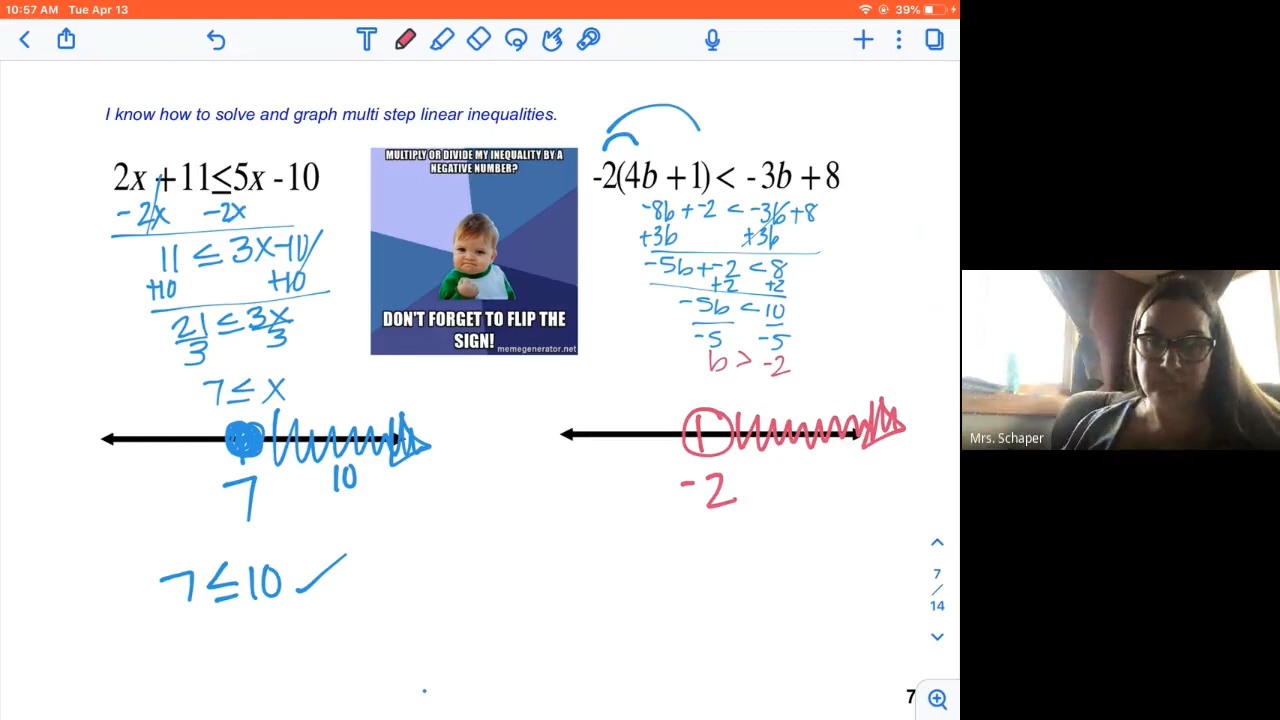 10:57 AM Tue Apr 13
39%
I know how to solve and graph multi step linear inequalities.
2x + 11 ≤ 5x - 10
- 2x -2x
11 ≤ 3x-10
+10 +10
21 ≤ 3x
3 3
7 ≤ x
7
10
7 ≤ 10 ✓
MULTIPLY OR DIVIDE MY INEQUALITY BY A
NEGATIVE NUMBER?
DON'T FORGET TO FLIP THE
SIGN!
memegenerator.net
-2(4b + 1) < - 3b + 8
-8b + -2 < -3b +8
+3b +3b
-5b + -2 < 8
+2 +2
-5b < 10
-5 -5
b > -2
-2
Mrs. Schaper
7
/
14
7